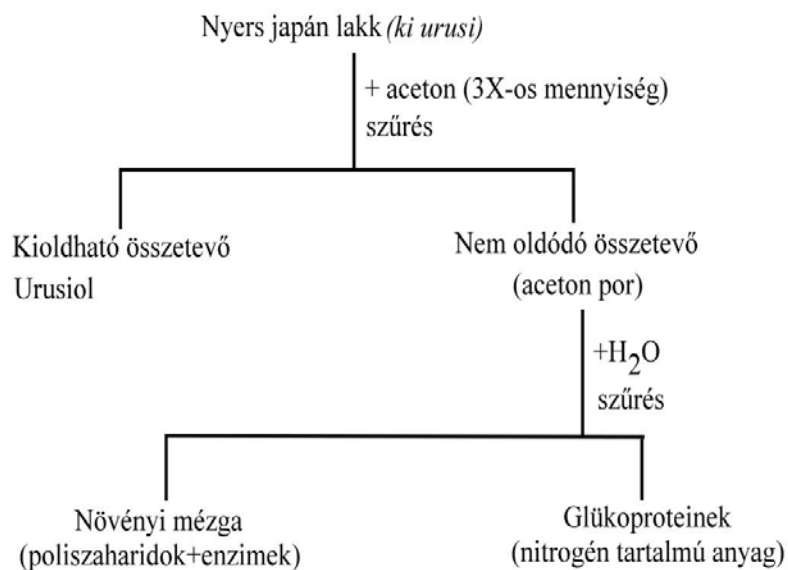 Nyers japán lakk (ki urusi)
+ aceton (3X-os mennyiség)
szűrés
Kioldható összetevő
Urusiol
Nem oldódó összetevő
(aceton por)
+H₂O
szűrés
Növényi mézga
(poliszaharidok+enzimek)
Glükoproteinek
(nitrogén tartalmú anyag)